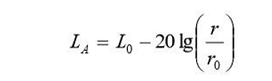 L_A = L_0 − 20 lg(r/r_0)